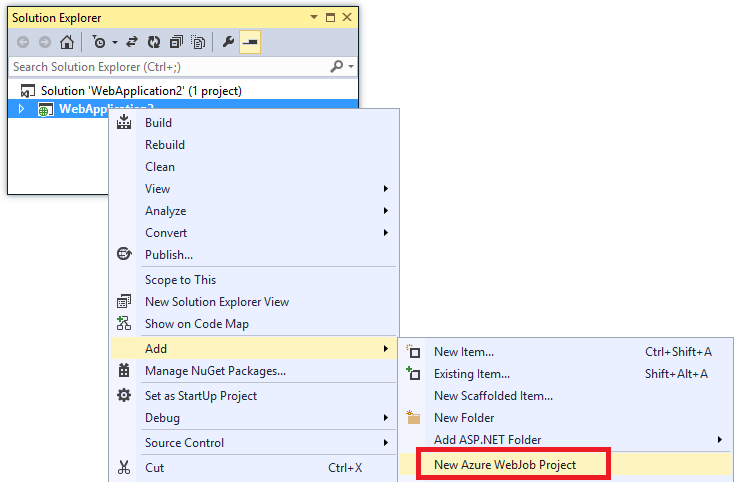 Solution Explorer
Search Solution Explorer (Ctrl+;)
Solution 'WebApplication2' (1 project)
WebApplication2
Build
Rebuild
Clean
View
Analyze
Convert
Publish...
Scope to This
New Solution Explorer View
Show on Code Map
Add
Manage NuGet Packages...
Set as StartUp Project
Debug
Source Control
Cut Ctrl+X
New Item... Ctrl+Shift+A
Existing Item... Shift+Alt+A
New Scaffolded Item...
New Folder
Add ASP.NET Folder
New Azure WebJob Project